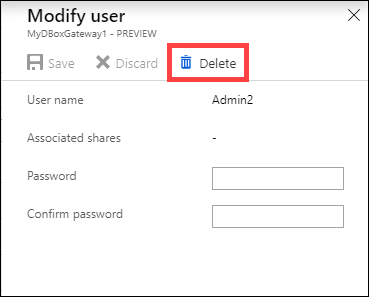 Modify user
MyDBoxGateway1 - PREVIEW
Save Discard Delete
User name Admin2
Associated shares -
Password
Confirm password